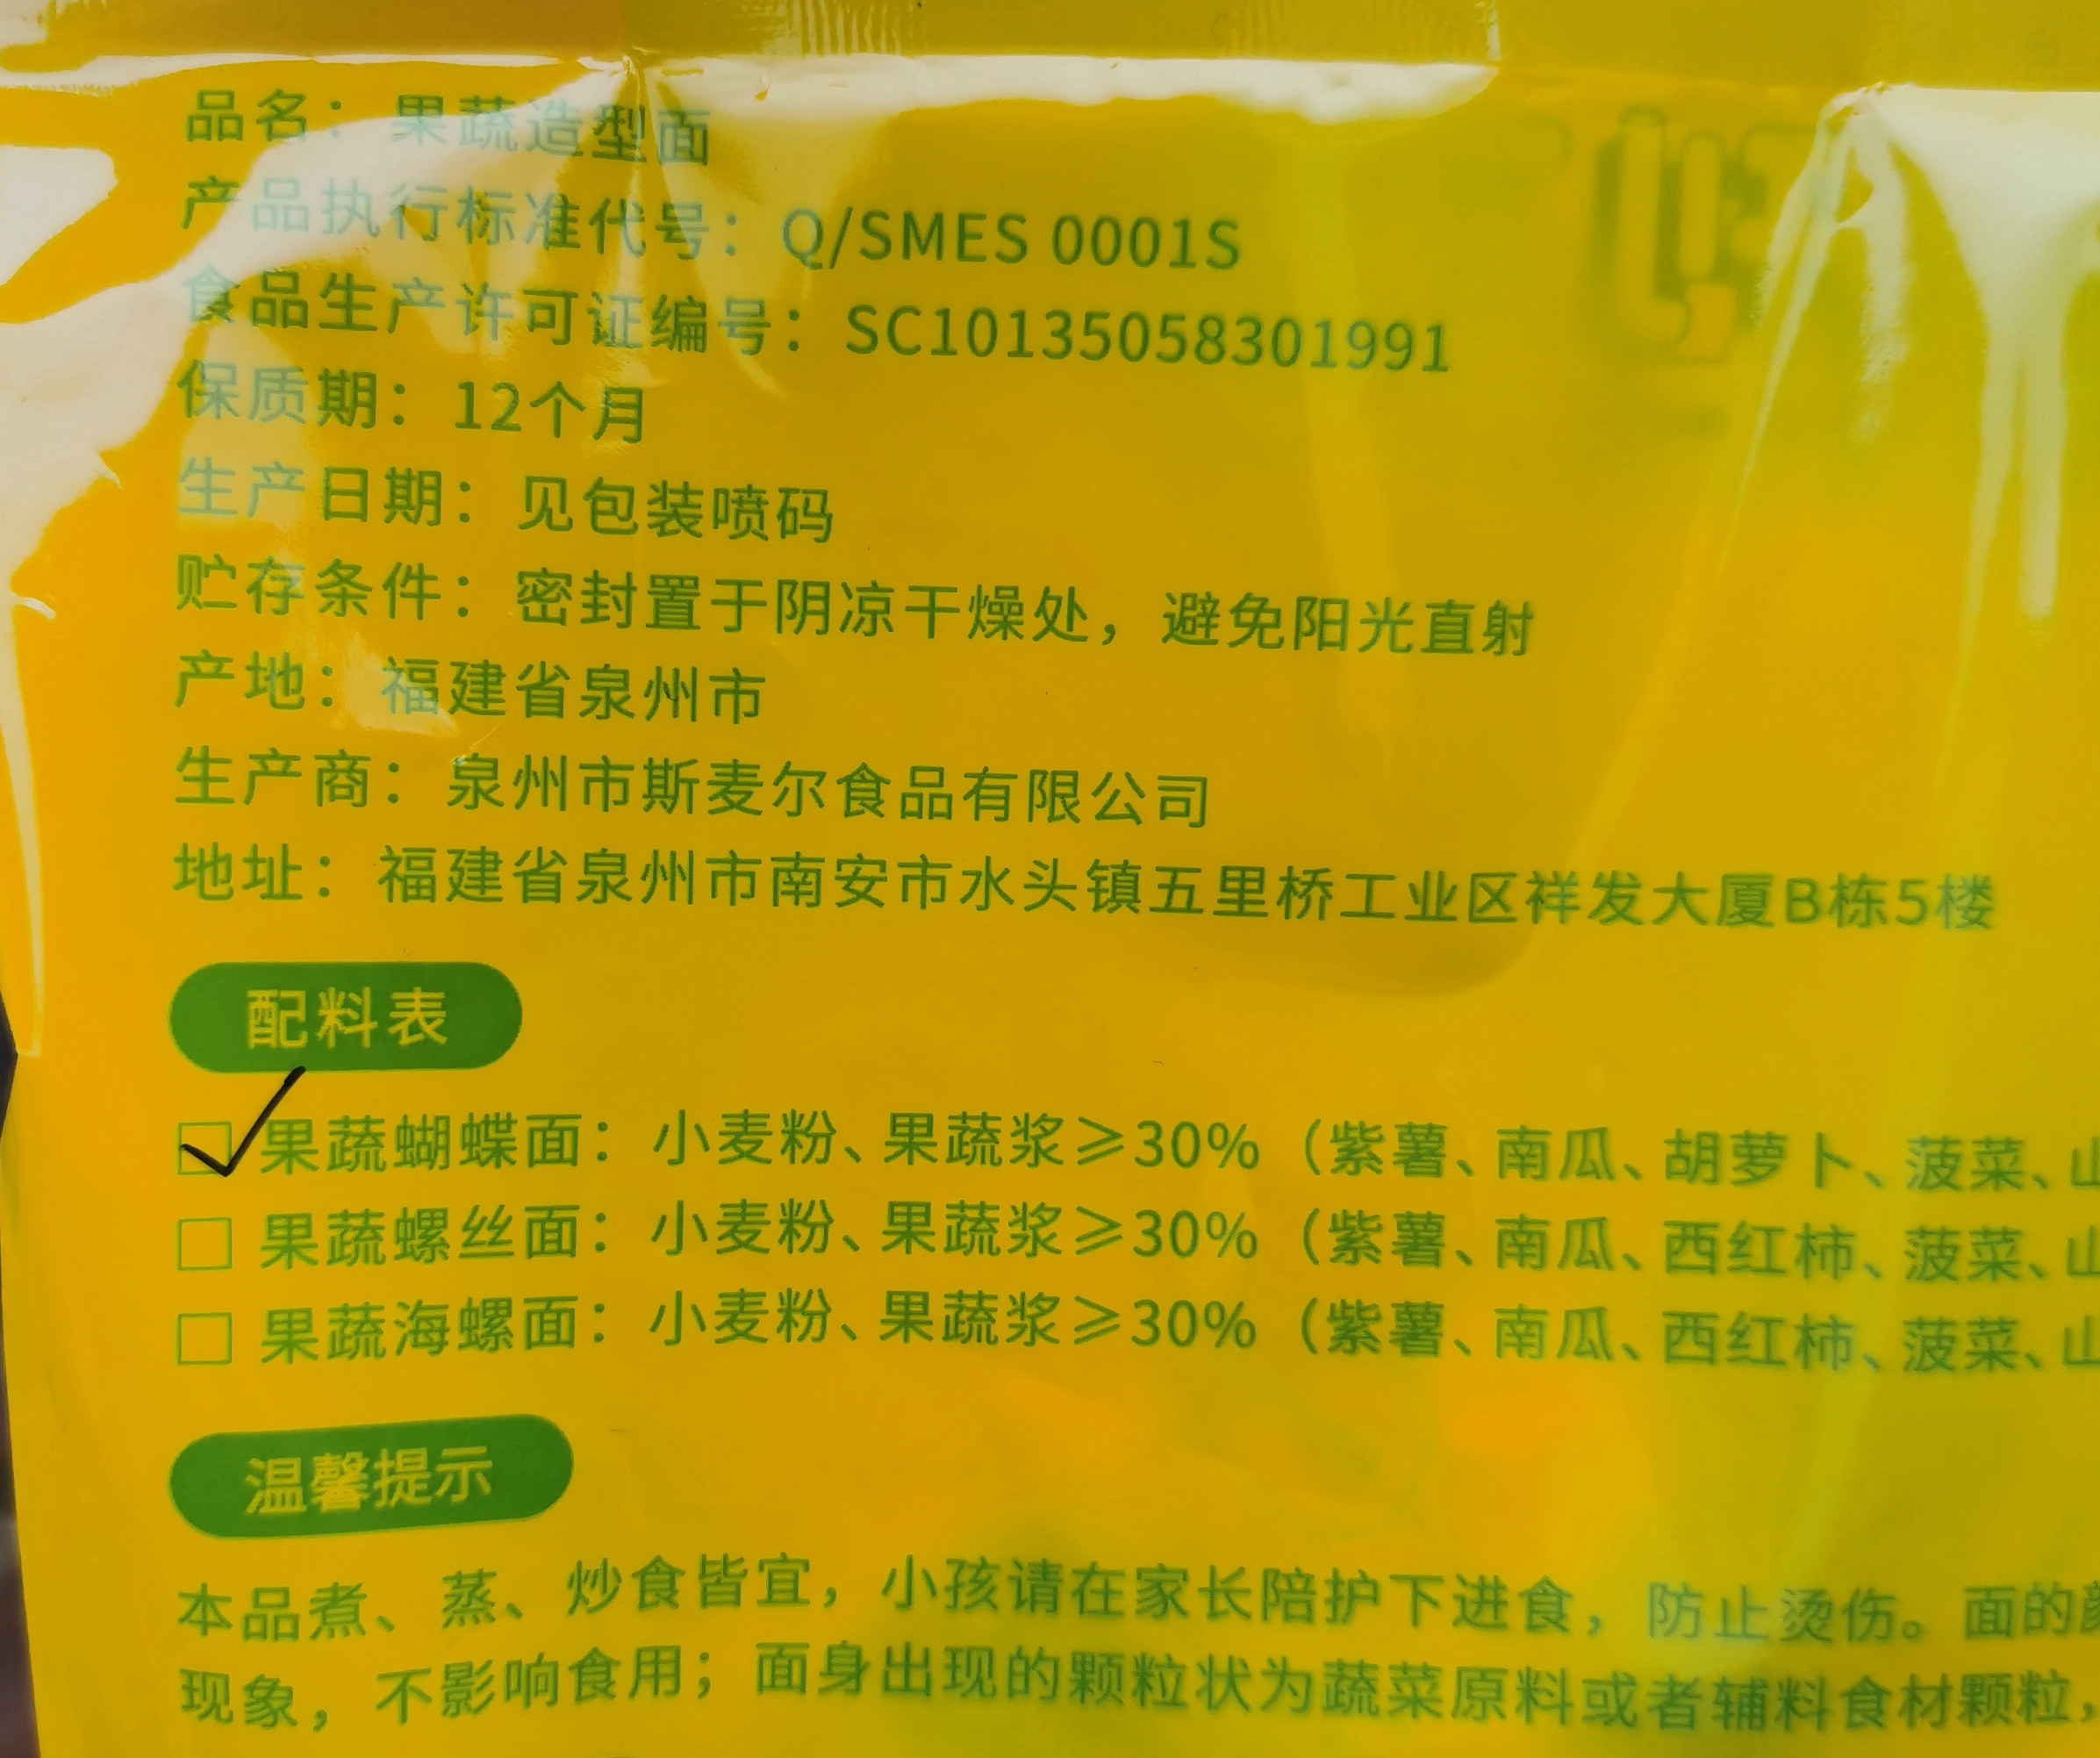 品名：果蔬造型面
产品执行标准代号：Q/SMES 0001S
食品生产许可证编号：SC10135058301991
保质期：12个月
生产日期：见包装喷码
贮存条件：密封置于阴凉干燥处，避免阳光直射
产地：福建省泉州市
生产商：泉州市斯麦尔食品有限公司
地址：福建省泉州市南安市水头镇五里桥工业区祥发大厦B栋5楼
配料表
☑ 果蔬蝴蝶面：小麦粉、果蔬浆≥30%（紫薯、南瓜、胡萝卜、菠菜、山
□ 果蔬螺丝面：小麦粉、果蔬浆≥30%（紫薯、南瓜、西红柿、菠菜、山
□ 果蔬海螺面：小麦粉、果蔬浆≥30%（紫薯、南瓜、西红柿、菠菜、山
温馨提示
本品煮、蒸、炒食皆宜，小孩请在家长陪护下进食，防止烫伤。面的颜
现象，不影响食用；面身出现的颗粒状为蔬菜原料或者辅料食材颗粒，